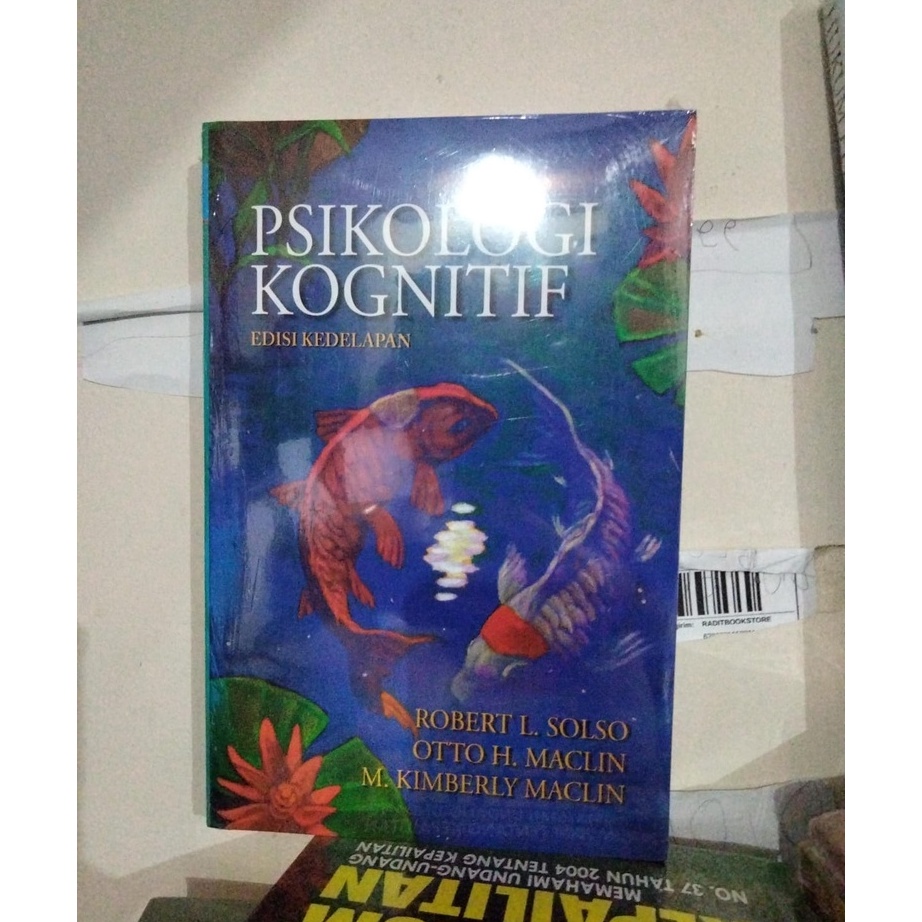 PSIKOLOGI
KOGNITIF
EDISI KEDELAPAN
ROBERT L. SOLSO
OTTO H. MACLIN
M. KIMBERLY MACLIN
RADITBOOKSTORE
MEMAHAMI UNDANG-UNDANG
NO. 37 TAHUN 2004 TENTANG KEPAILITAN